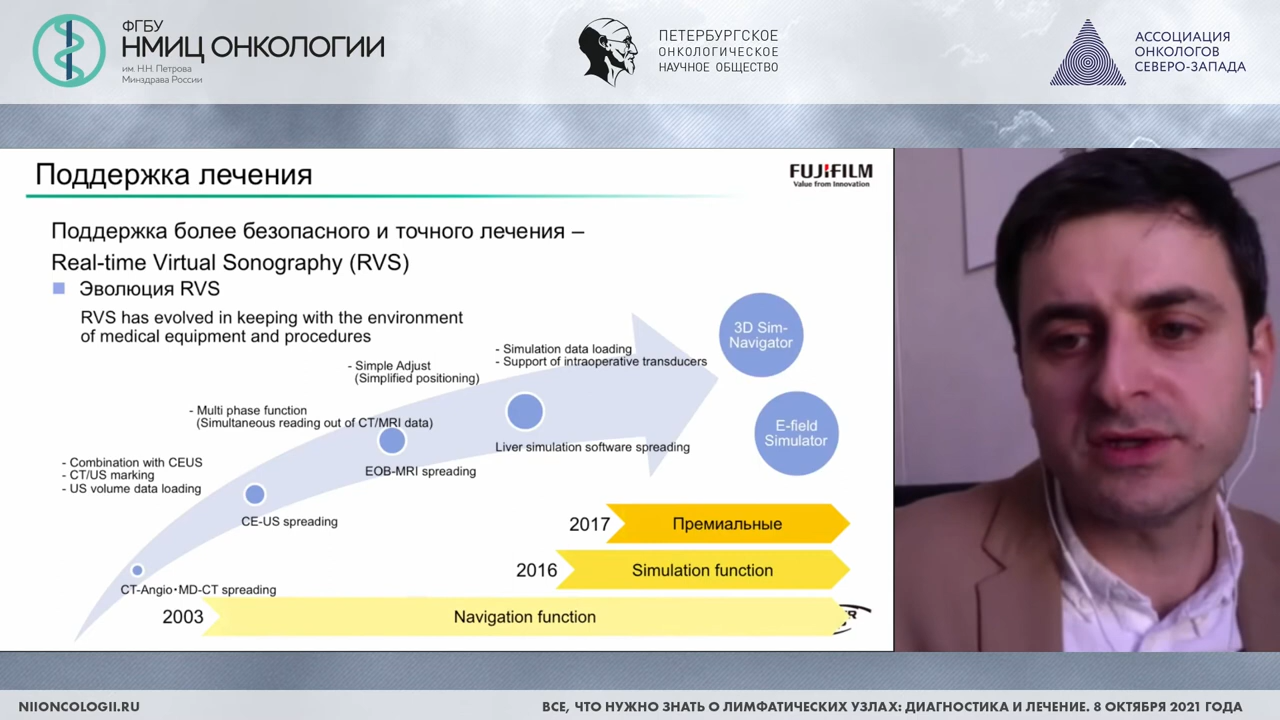 ФГБУ
НМИЦ ОНКОЛОГИИ
им. Н.Н. Петрова
Минздрава России
ПЕТЕРБУРГСКОЕ
ОНКОЛОГИЧЕСКОЕ
НАУЧНОЕ ОБЩЕСТВО
АССОЦИАЦИЯ
ОНКОЛОГОВ
СЕВЕРО-ЗАПАДА
Поддержка лечения
FUJIFILM
Value from Innovation
Поддержка более безопасного и точного лечения –
Real-time Virtual Sonography (RVS)
Эволюция RVS
RVS has evolved in keeping with the environment
of medical equipment and procedures
3D Sim-
Navigator
- Simulation data loading
- Support of intraoperative transducers
- Simple Adjust
(Simplified positioning)
- Multi phase function
(Simultaneous reading out of CT/MRI data)
E-field
Simulator
Liver simulation software spreading
- Combination with CEUS
- CT/US marking
- US volume data loading
EOB-MRI spreading
CE-US spreading
2017 Премиальные
2016 Simulation function
CT-Angio・MD-CT spreading
2003 Navigation function
NIIONCOLOGII.RU
ВСЕ, ЧТО НУЖНО ЗНАТЬ О ЛИМФАТИЧЕСКИХ УЗЛАХ: ДИАГНОСТИКА И ЛЕЧЕНИЕ. 8 ОКТЯБРЯ 2021 ГОДА